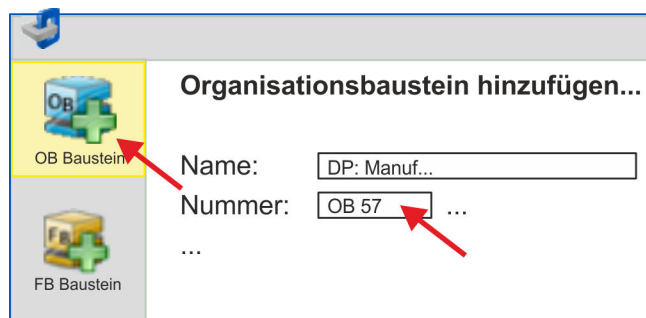 Organisationsbaustein hinzufügen...
OB
OB Baustein
Name: DP: Manuf...
Nummer: OB 57 ...
...
FB
FB Baustein